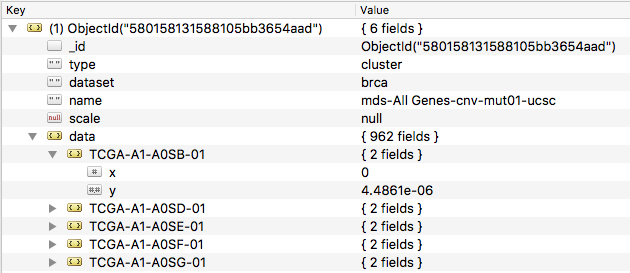 Key Value
(1) ObjectId("580158131588105bb3654aad") { 6 fields }
_id ObjectId("580158131588105bb3654aad")
" " type cluster
" " dataset brca
" " name mds-All Genes-cnv-mut01-ucsc
null scale null
data { 962 fields }
TCGA-A1-A0SB-01 { 2 fields }
# x 0
#.# y 4.4861e-06
TCGA-A1-A0SD-01 { 2 fields }
TCGA-A1-A0SE-01 { 2 fields }
TCGA-A1-A0SF-01 { 2 fields }
TCGA-A1-A0SG-01 { 2 fields }